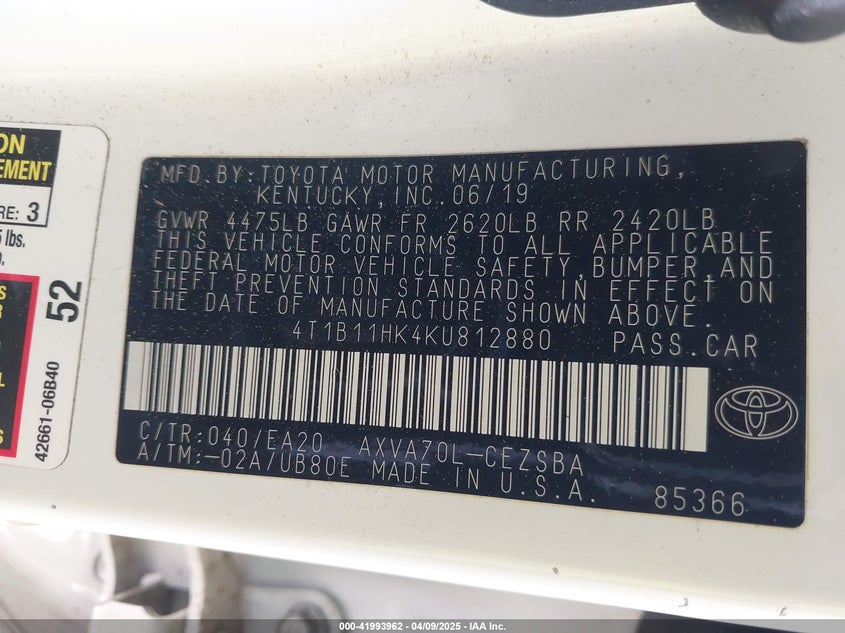 ON
EMENT
RE: 3
lbs.
S
R
L
52
42661-06B40
MFD.BY:TOYOTA MOTOR MANUFACTURING,
KENTUCKY,INC.06/19
GVWR 4475LB GAWR FR 2620LB RR 2420LB
THIS VEHICLE CONFORMS TO ALL APPLICABLE
FEDERAL MOTOR VEHICLE SAFETY,BUMPER,AND
THEFT PREVENTION STANDARDS IN EFFECT ON
THE DATE OF MANUFACTURE SHOWN ABOVE.
4T1B11HK4KU812880 PASS.CAR
C/TR:040/EA20 AXVA70L-CEZSBA
A/TM:-02A/UB80E MADE IN U.S.A.
85366
000-41993962 | 04/09/2025 - IAA Inc.